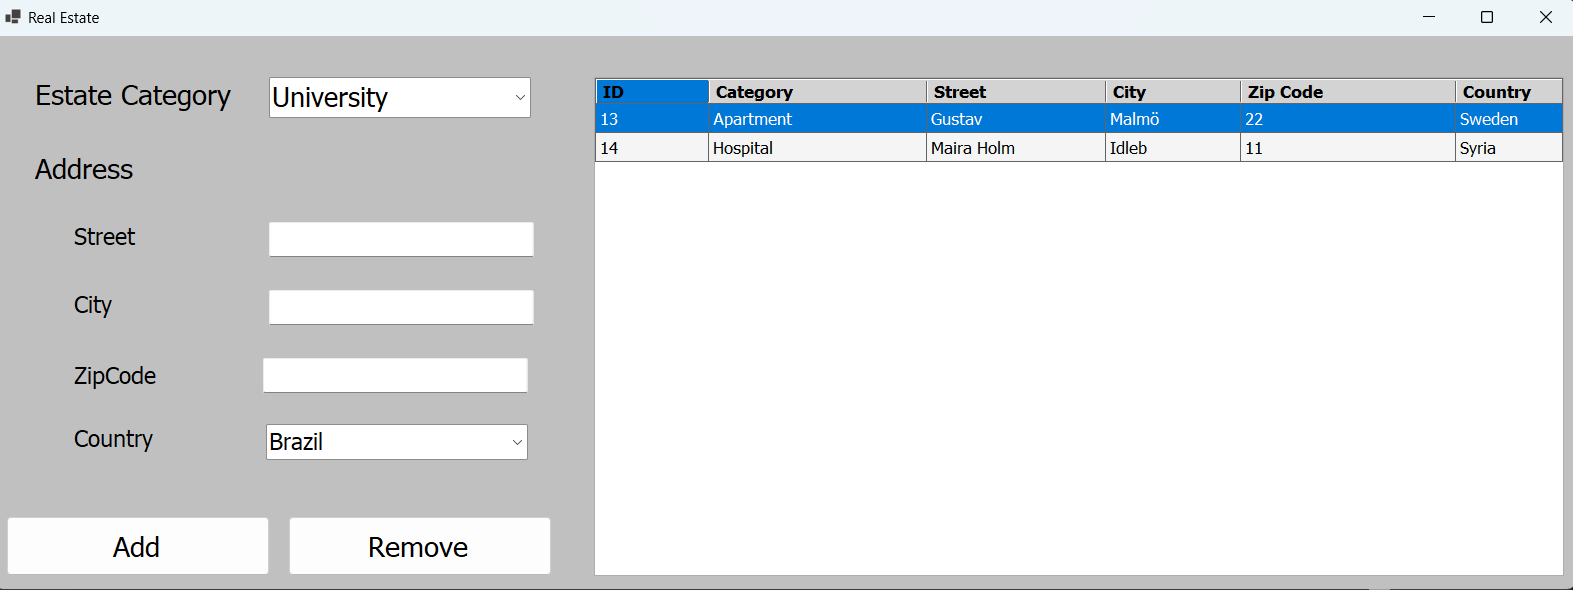 Real Estate
Estate Category
University
Address
Street
City
ZipCode
Country
Brazil
Add
Remove
ID Category Street City Zip Code Country
13 Apartment Gustav Malmö 22 Sweden
14 Hospital Maira Holm Idleb 11 Syria